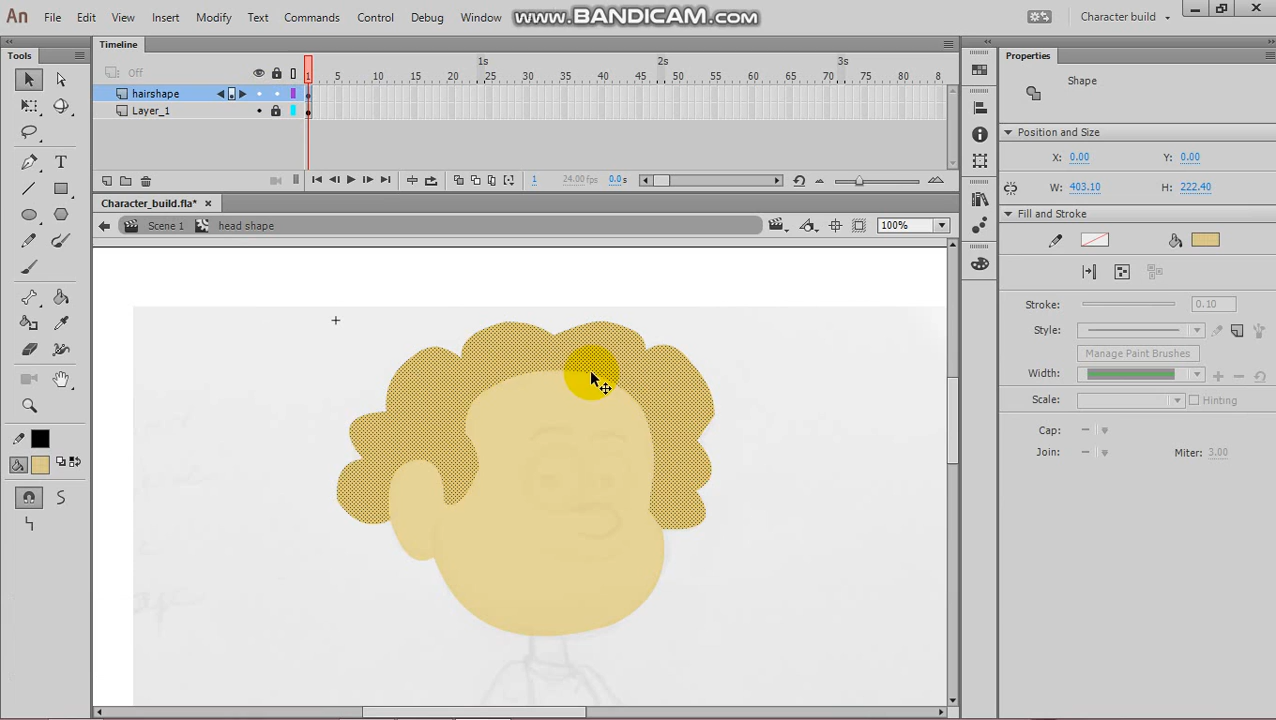 An File Edit View Insert Modify Text Commands Control Debug Window www.BANDICAM.com Character build
Tools
Timeline
Properties
Off 1s 2s 3s
1 5 10 15 20 25 30 35 40 45 50 55 60 65 70 75 80 8
hairshape
Layer_1
1 24.00 fps 0.0 s
Character_build.fla* ×
Scene 1 head shape 100%
Shape
Position and Size
X: 0.00 Y: 0.00
W: 403.10 H: 222.40
Fill and Stroke
Stroke: 0.10
Style:
Manage Paint Brushes
Width:
Scale: Hinting
Cap:
Join: Miter: 3.00